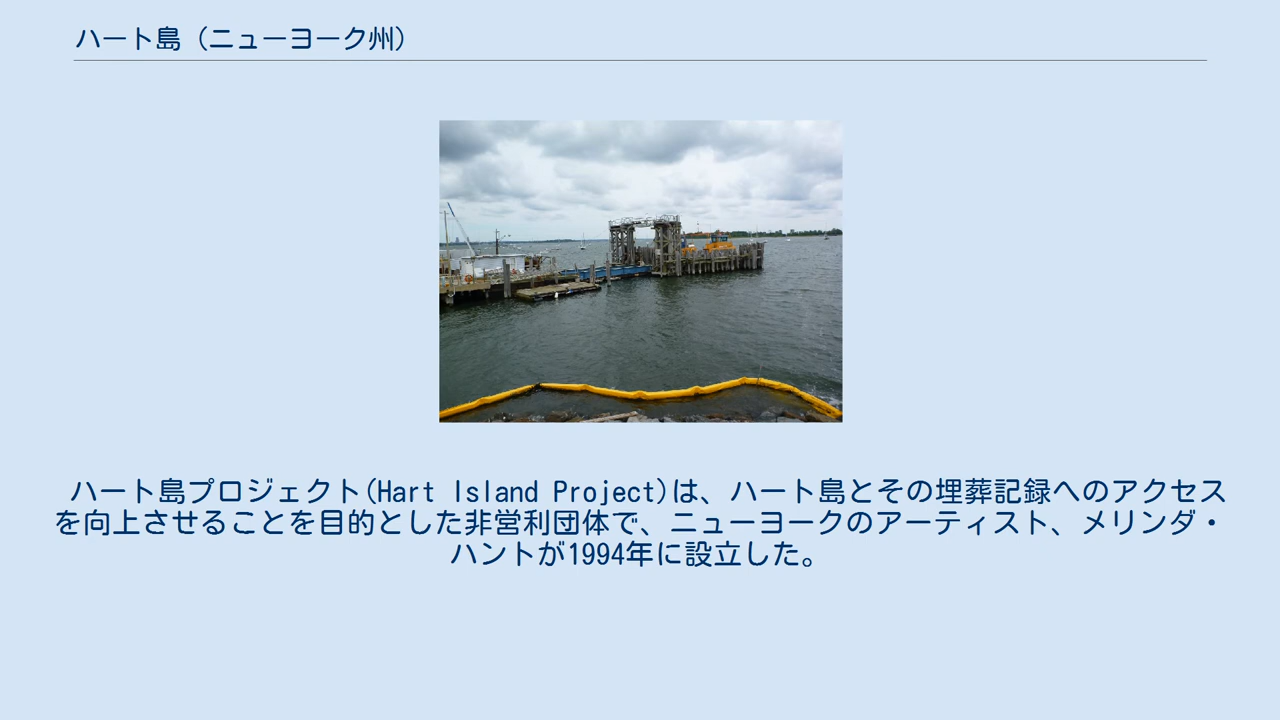 ハート島（ニューヨーク州）
ハート島プロジェクト(Hart Island Project)は、ハート島とその埋葬記録へのアクセス
を向上させることを目的とした非営利団体で、ニューヨークのアーティスト、メリンダ・
ハントが1994年に設立した。